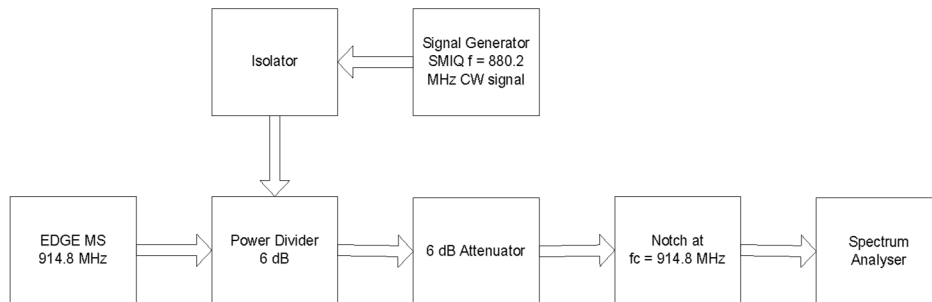 Isolator
Signal Generator
SMIQ f = 880.2
MHz CW signal
EDGE MS
914.8 MHz
Power Divider
6 dB
6 dB Attenuator
Notch at
fc = 914.8 MHz
Spectrum
Analyser